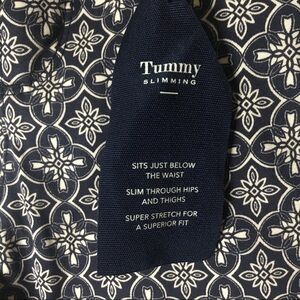 Tummy
SLIMMING
SITS JUST BELOW
THE WAIST
SLIM THROUGH HIPS
AND THIGHS
SUPER STRETCH FOR
A SUPERIOR FIT